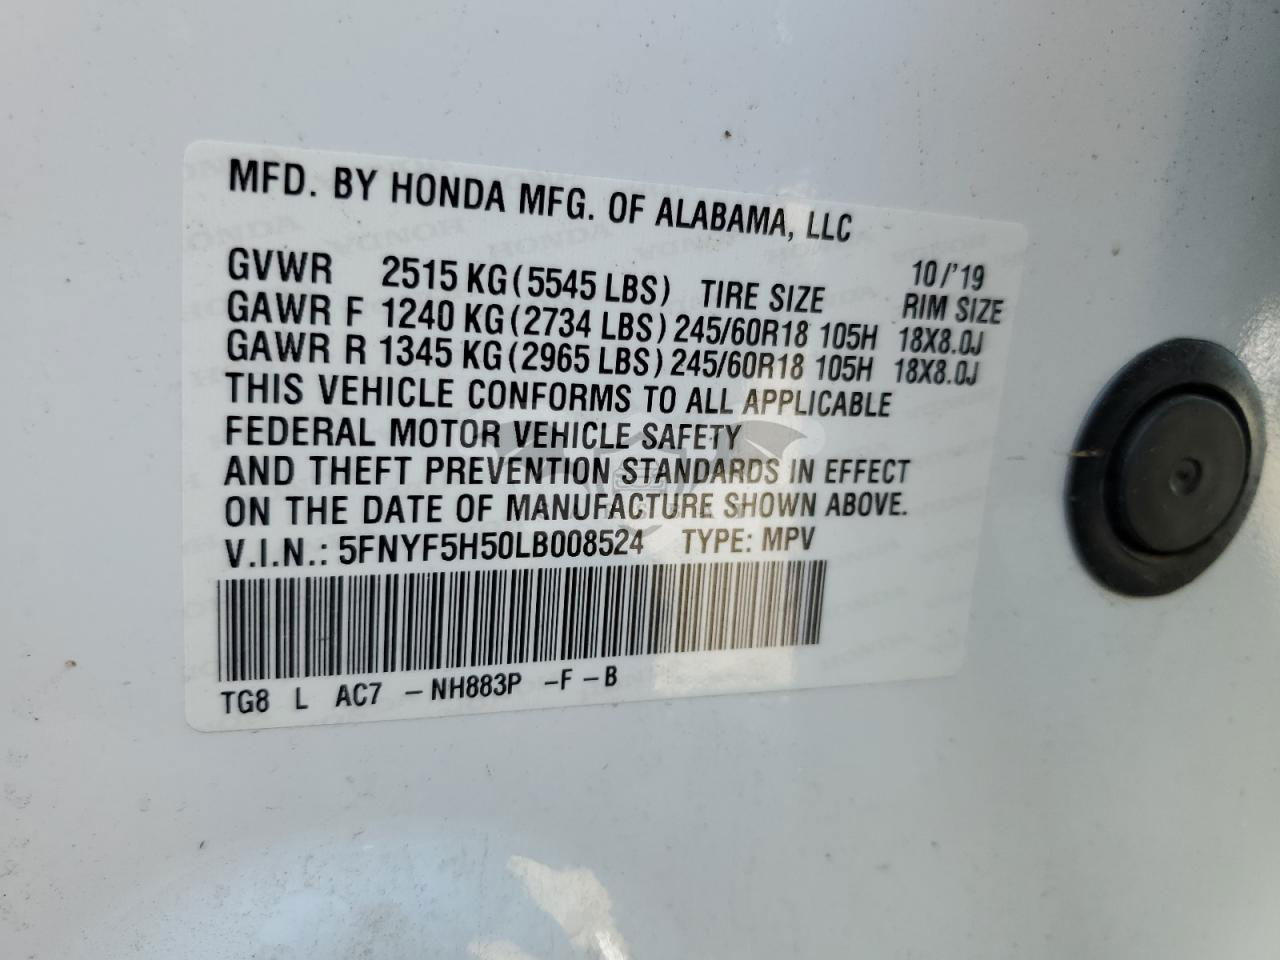 MFD. BY HONDA MFG. OF ALABAMA, LLC
10/'19
GVWR 2515 KG (5545 LBS) TIRE SIZE RIM SIZE
GAWR F 1240 KG (2734 LBS) 245/60R18 105H 18X8.0J
GAWR R 1345 KG (2965 LBS) 245/60R18 105H 18X8.0J
THIS VEHICLE CONFORMS TO ALL APPLICABLE
FEDERAL MOTOR VEHICLE SAFETY
AND THEFT PREVENTION STANDARDS IN EFFECT
ON THE DATE OF MANUFACTURE SHOWN ABOVE.
V.I.N.: 5FNYF5H50LB008524 TYPE: MPV
TG8 L AC7 -NH883P -F-B